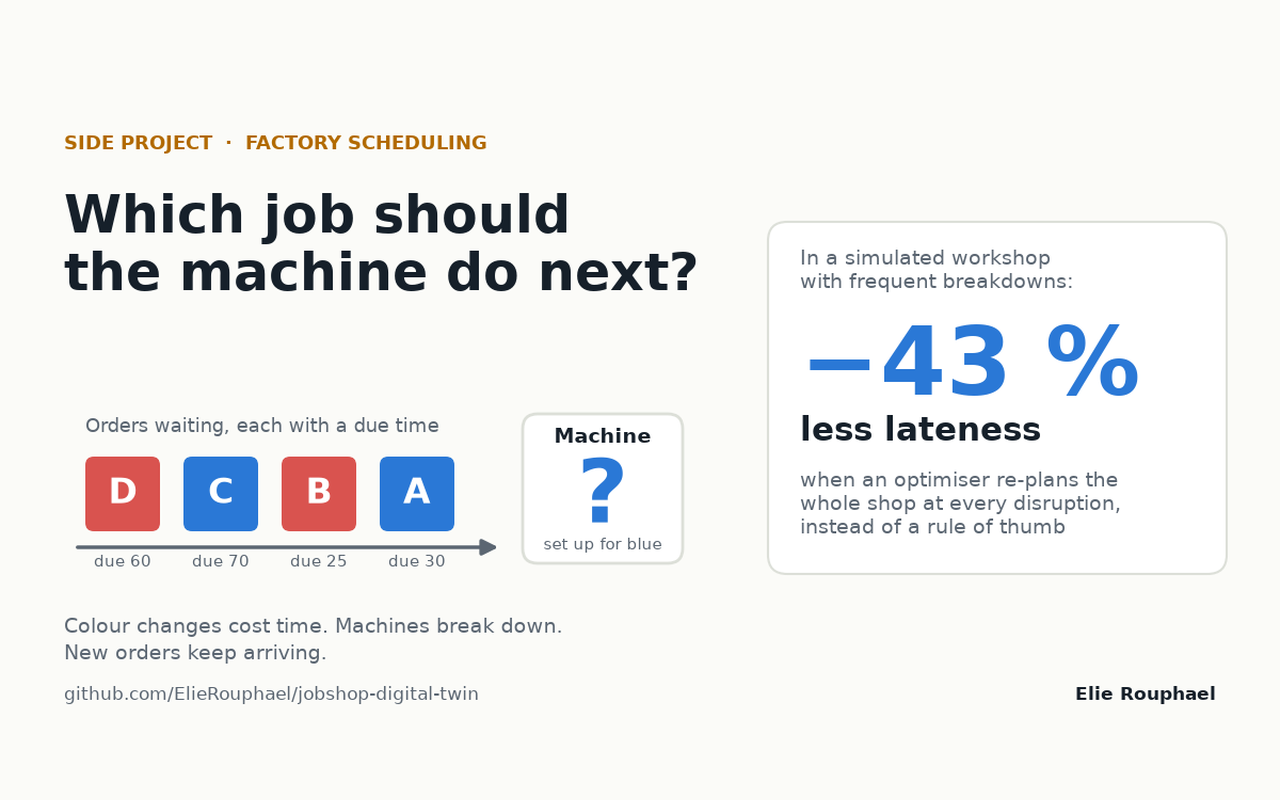 SIDE PROJECT · FACTORY SCHEDULING
Which job should
the machine do next?
Orders waiting, each with a due time
D C B A
due 60 due 70 due 25 due 30
Machine
?
set up for blue
Colour changes cost time. Machines break down.
New orders keep arriving.
github.com/ElieRouphael/jobshop-digital-twin
In a simulated workshop
with frequent breakdowns:
−43 %
less lateness
when an optimiser re-plans the
whole shop at every disruption,
instead of a rule of thumb
Elie Rouphael